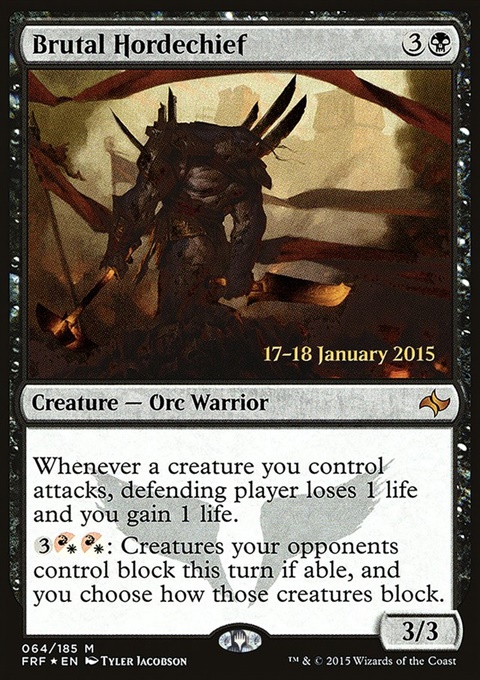 Brutal Hordechief 3
17–18 January 2015
Creature — Orc Warrior
Whenever a creature you control
attacks, defending player loses 1 life
and you gain 1 life.
3: Creatures your opponents
control block this turn if able, and
you choose how those creatures block.
3/3
064/185 M
FRF ★ EN Tyler Jacobson
™ & © 2015 Wizards of the Coast